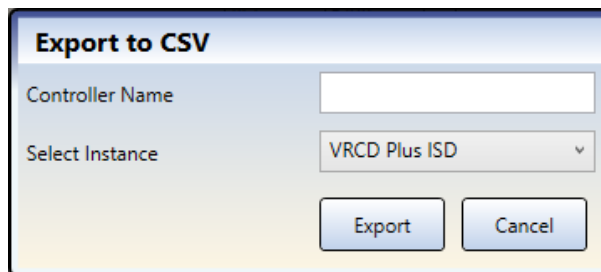 Export to CSV
Controller Name
Select Instance VRCD Plus ISD
Export Cancel